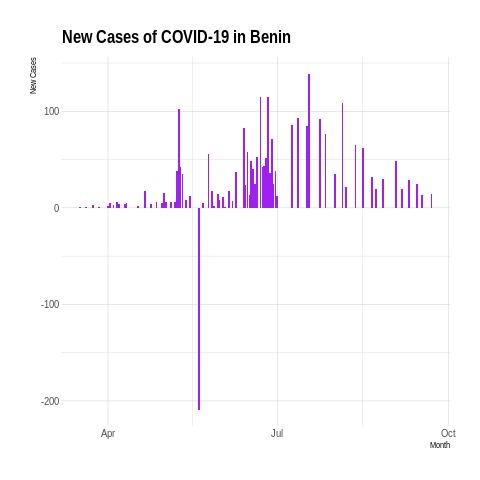 New Cases of COVID-19 in Benin
New Cases
100
0
-100
-200
Apr
Jul
Oct
Month